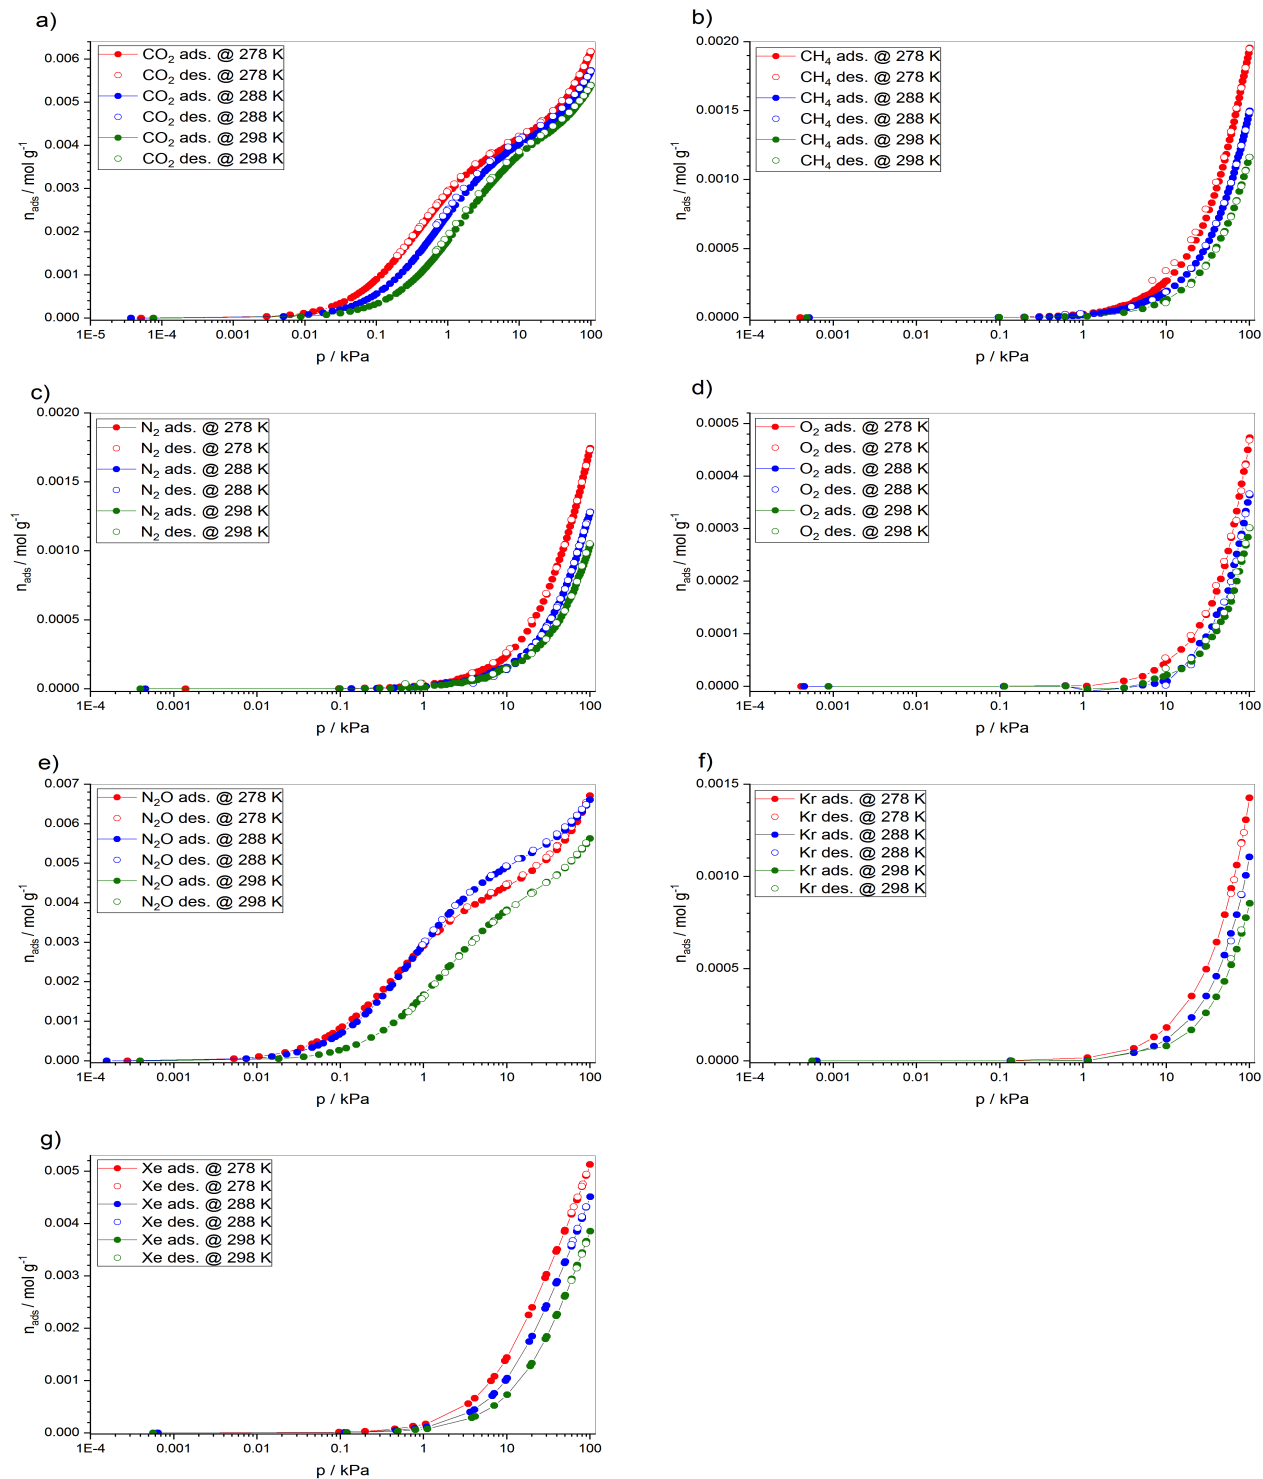 a)
CO2 ads. @ 278 K
CO2 des. @ 278 K
CO2 ads. @ 288 K
CO2 des. @ 288 K
CO2 ads. @ 298 K
CO2 des. @ 298 K
nads / mol g-1
0.006
0.005
0.004
0.003
0.002
0.001
0.000
1E-5 1E-4 0.001 0.01 0.1 1 10 100
p / kPa
b)
CH4 ads. @ 278 K
CH4 des. @ 278 K
CH4 ads. @ 288 K
CH4 des. @ 288 K
CH4 ads. @ 298 K
CH4 des. @ 298 K
nads / mol g-1
0.0020
0.0015
0.0010
0.0005
0.0000
1E-4 0.001 0.01 0.1 1 10 100
p / kPa
c)
N2 ads. @ 278 K
N2 des. @ 278 K
N2 ads. @ 288 K
N2 des. @ 288 K
N2 ads. @ 298 K
N2 des. @ 298 K
nads / mol g-1
0.0020
0.0015
0.0010
0.0005
0.0000
1E-4 0.001 0.01 0.1 1 10 100
p / kPa
d)
O2 ads. @ 278 K
O2 des. @ 278 K
O2 ads. @ 288 K
O2 des. @ 288 K
O2 ads. @ 298 K
O2 des. @ 298 K
nads / mol g-1
0.0005
0.0004
0.0003
0.0002
0.0001
0.0000
1E-4 0.001 0.01 0.1 1 10 100
p / kPa
e)
N2O ads. @ 278 K
N2O des. @ 278 K
N2O ads. @ 288 K
N2O des. @ 288 K
N2O ads. @ 298 K
N2O des. @ 298 K
nads / mol g-1
0.007
0.006
0.005
0.004
0.003
0.002
0.001
0.000
1E-4 0.001 0.01 0.1 1 10 100
p / kPa
f)
Kr ads. @ 278 K
Kr des. @ 278 K
Kr ads. @ 288 K
Kr des. @ 288 K
Kr ads. @ 298 K
Kr des. @ 298 K
nads / mol g-1
0.0015
0.0010
0.0005
0.0000
1E-4 0.001 0.01 0.1 1 10 100
p / kPa
g)
Xe ads. @ 278 K
Xe des. @ 278 K
Xe ads. @ 288 K
Xe des. @ 288 K
Xe ads. @ 298 K
Xe des. @ 298 K
nads / mol g-1
0.005
0.004
0.003
0.002
0.001
0.000
1E-4 0.001 0.01 0.1 1 10 100
p / kPa